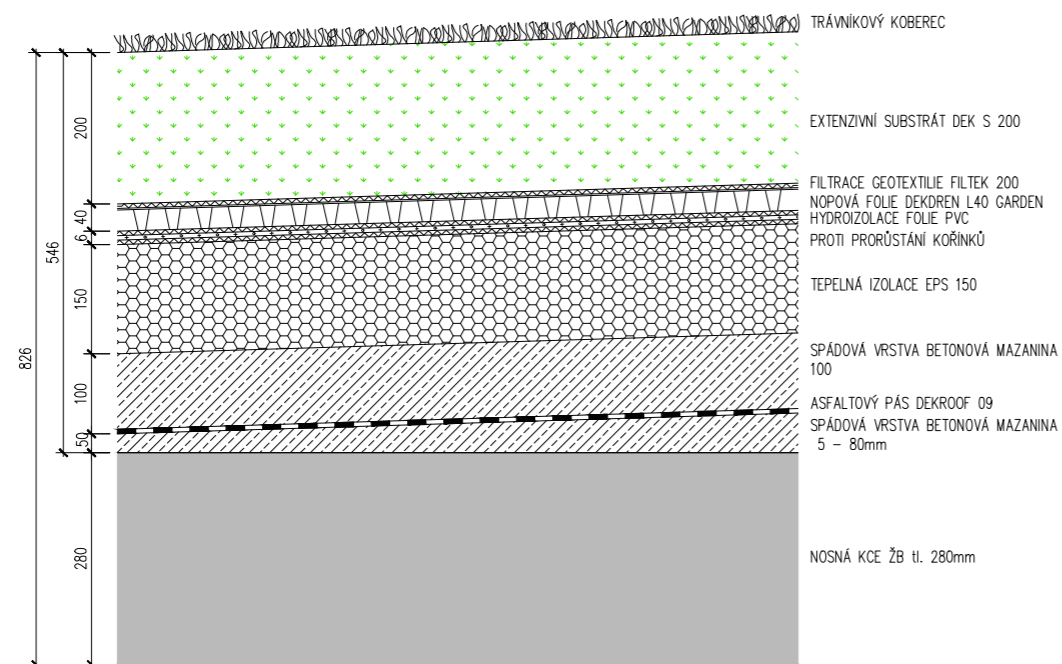 TRÁVNÍKOVÝ KOBEREC
EXTENZIVNÍ SUBSTRÁT DEK S 200
FILTRACE GEOTEXTILIE FILTEK 200
NOPOVÁ FOLIE DEKDREN L40 GARDEN
HYDROIZOLACE FOLIE PVC
PROTI PRORŮSTÁNÍ KOŘÍNKŮ
TEPELNÁ IZOLACE EPS 150
SPÁDOVÁ VRSTVA BETONOVÁ MAZANINA
100
ASFALTOVÝ PÁS DEKROOF 09
SPÁDOVÁ VRSTVA BETONOVÁ MAZANINA
5 – 80mm
NOSNÁ KCE ŽB tl. 280mm
826
546
200
40
6
150
100
50
280